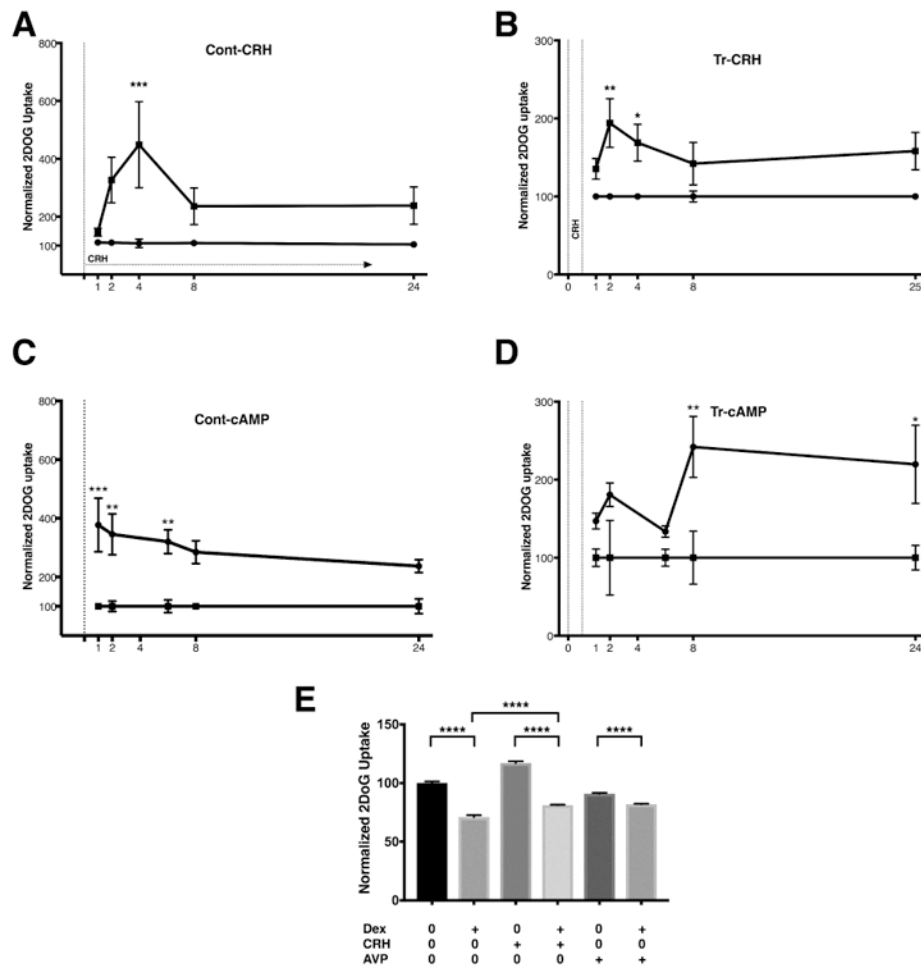 A
Cont-CRH
Normalized 2DOG Uptake
800
600
400
200
100
***
CRH
1 2 4 8 24
B
Tr-CRH
Normalized 2DOG Uptake
300
200
100
0
**
*
CRH
0 1 2 4 8 25
C
Cont-cAMP
Normalized 2DOG uptake
800
600
400
200
100
***
**
**
1 2 4 8 24
D
Tr-cAMP
Normalized 2DOG uptake
300
200
100
0
**
*
0 1 2 4 8 24
E
Normalized 2DoG Uptake
150
100
50
0
****
**** **** ****
Dex 0 + 0 + 0 +
CRH 0 0 + + 0 0
AVP 0 0 0 0 + +